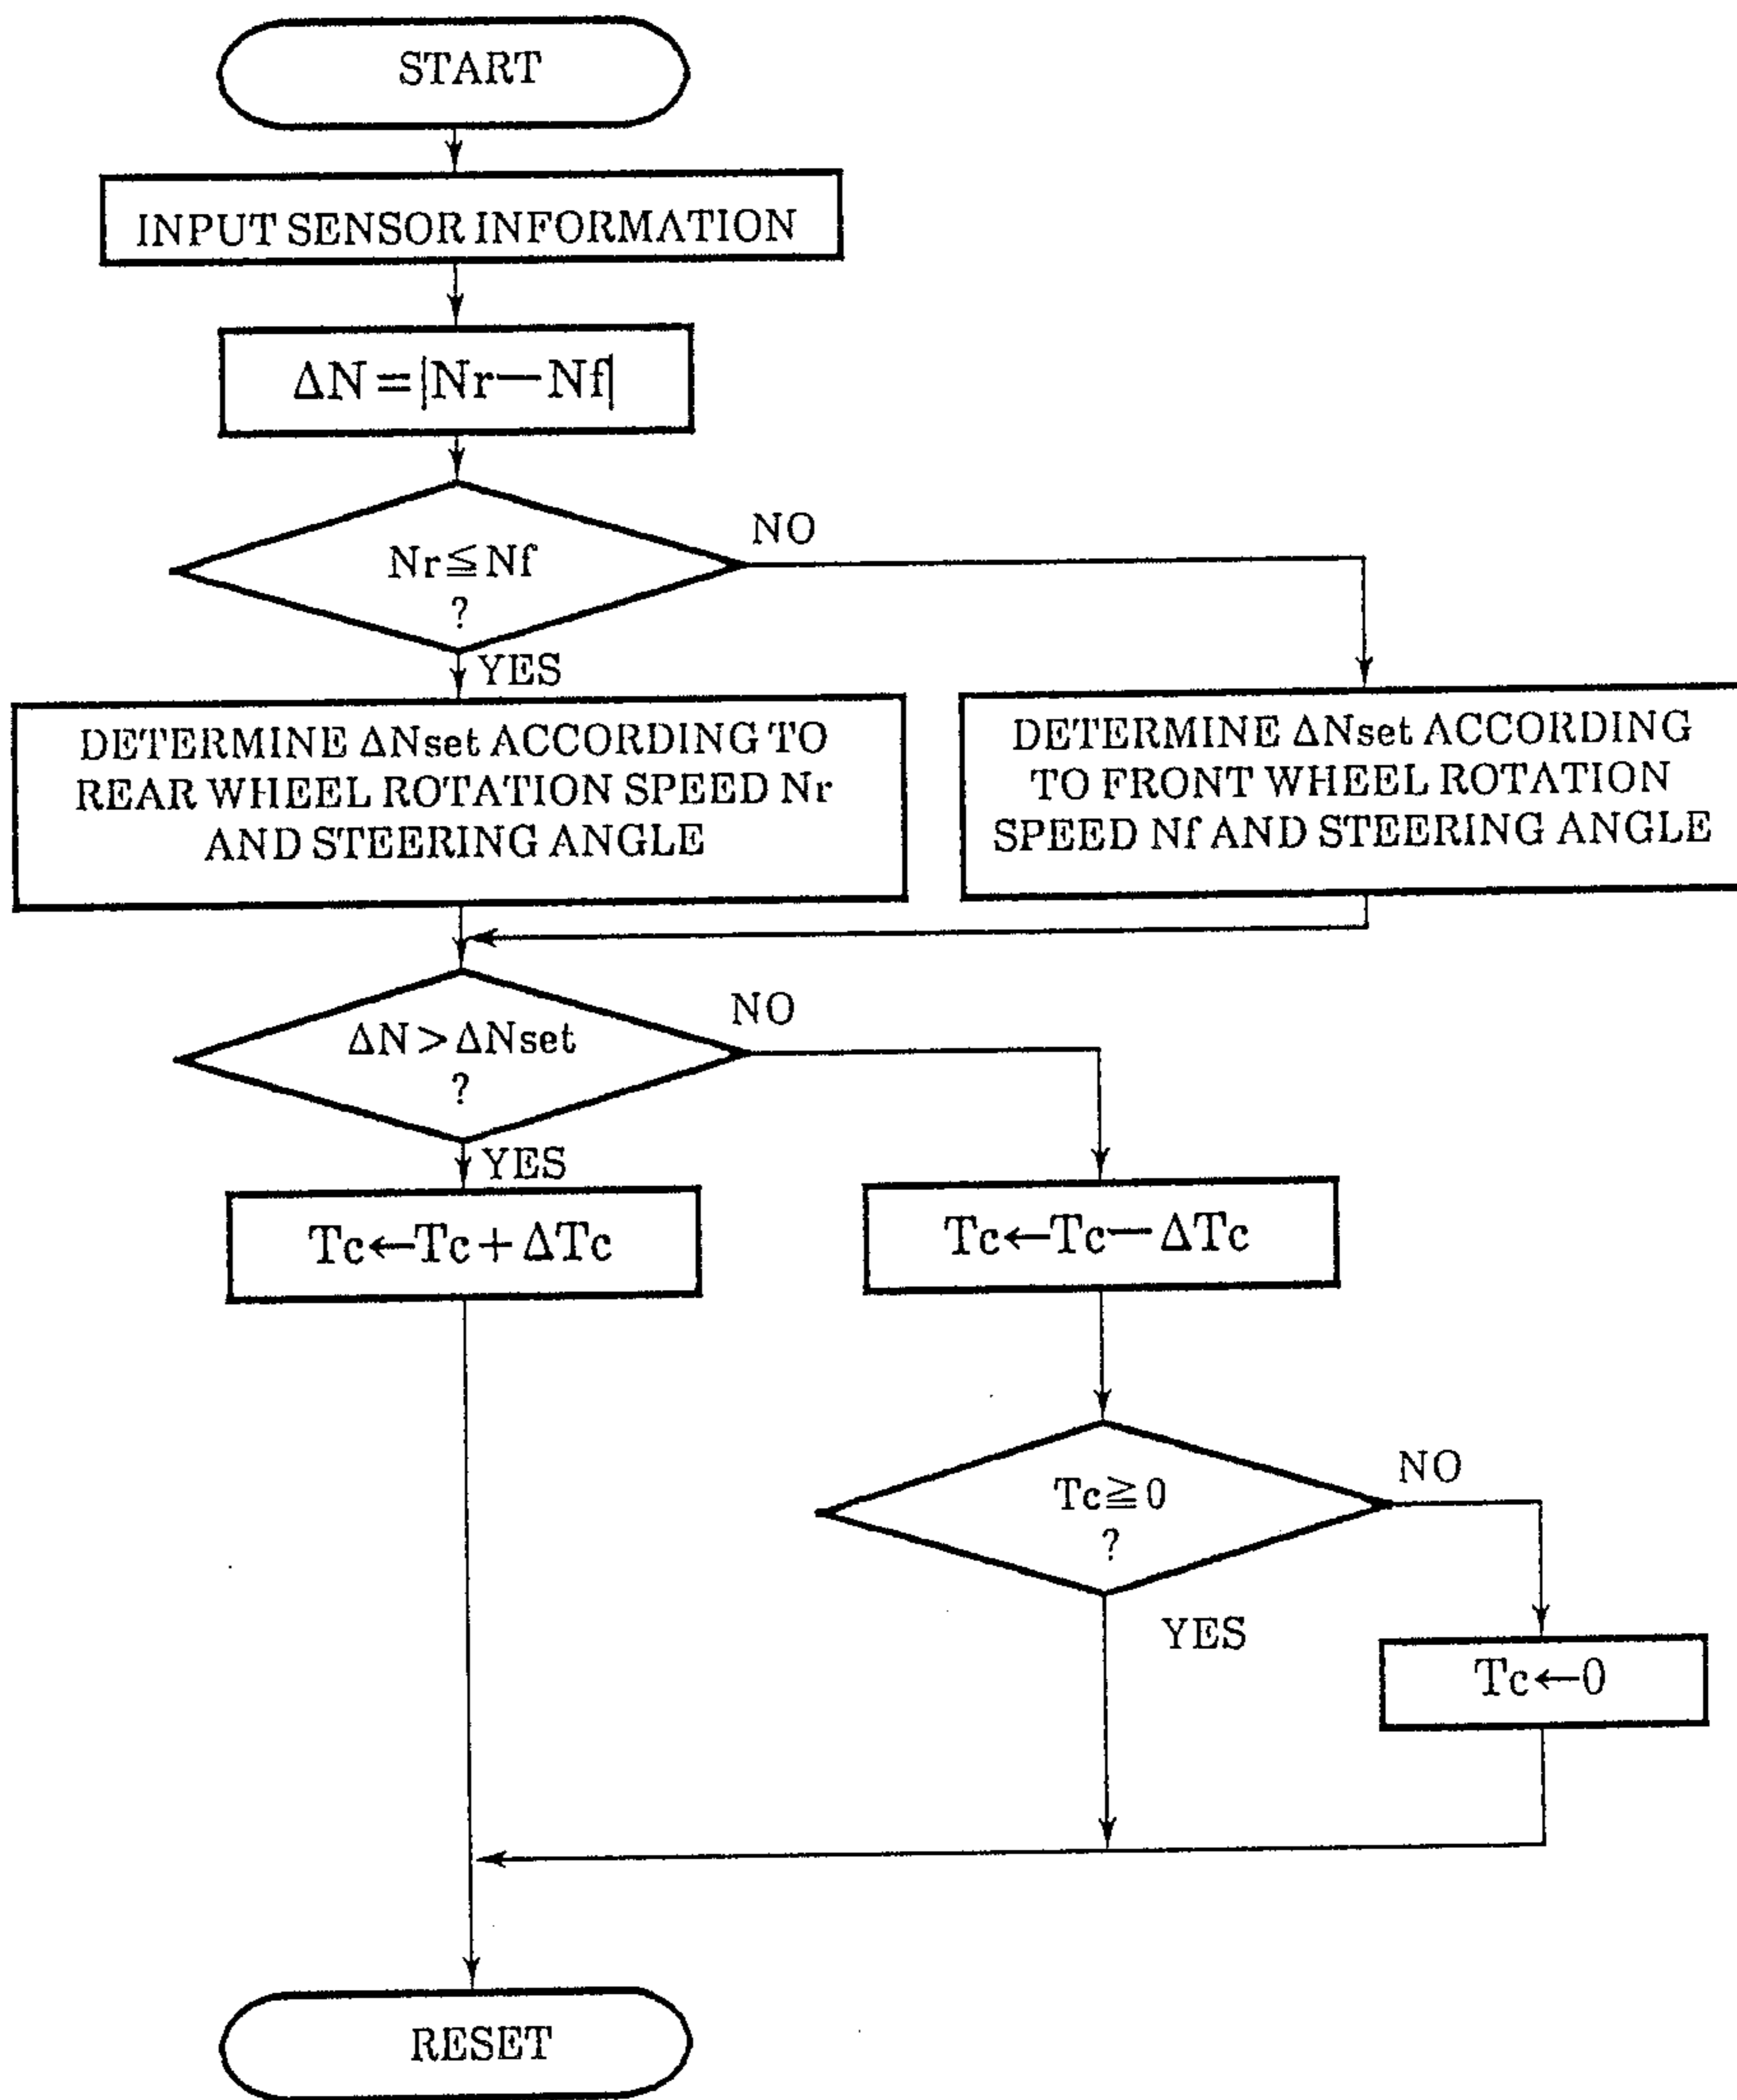 START
INPUT SENSOR INFORMATION
ΔN=|Nr—Nf|
Nr≦Nf
?
NO
YES
DETERMINE ΔNset ACCORDING TO
REAR WHEEL ROTATION SPEED Nr
AND STEERING ANGLE
DETERMINE ΔNset ACCORDING
TO FRONT WHEEL ROTATION
SPEED Nf AND STEERING ANGLE
ΔN > ΔNset
?
NO
YES
Tc←Tc + ΔTc
Tc←Tc—ΔTc
Tc≧0
?
NO
YES
Tc←0
RESET